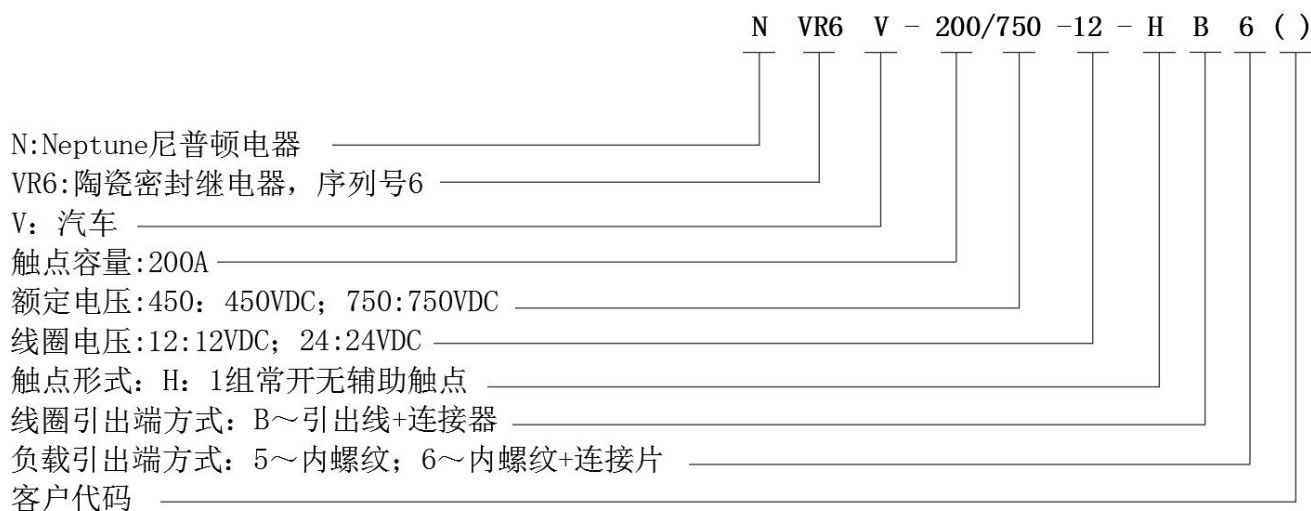 N VR6 V - 200/750 -12 - H B 6 ( )
N:Neptune尼普顿电器
VR6:陶瓷密封继电器，序列号6
V：汽车
触点容量:200A
额定电压:450：450VDC；750:750VDC
线圈电压:12:12VDC；24:24VDC
触点形式：H：1组常开无辅助触点
线圈引出端方式：B～引出线+连接器
负载引出端方式：5～内螺纹；6～内螺纹+连接片
客户代码